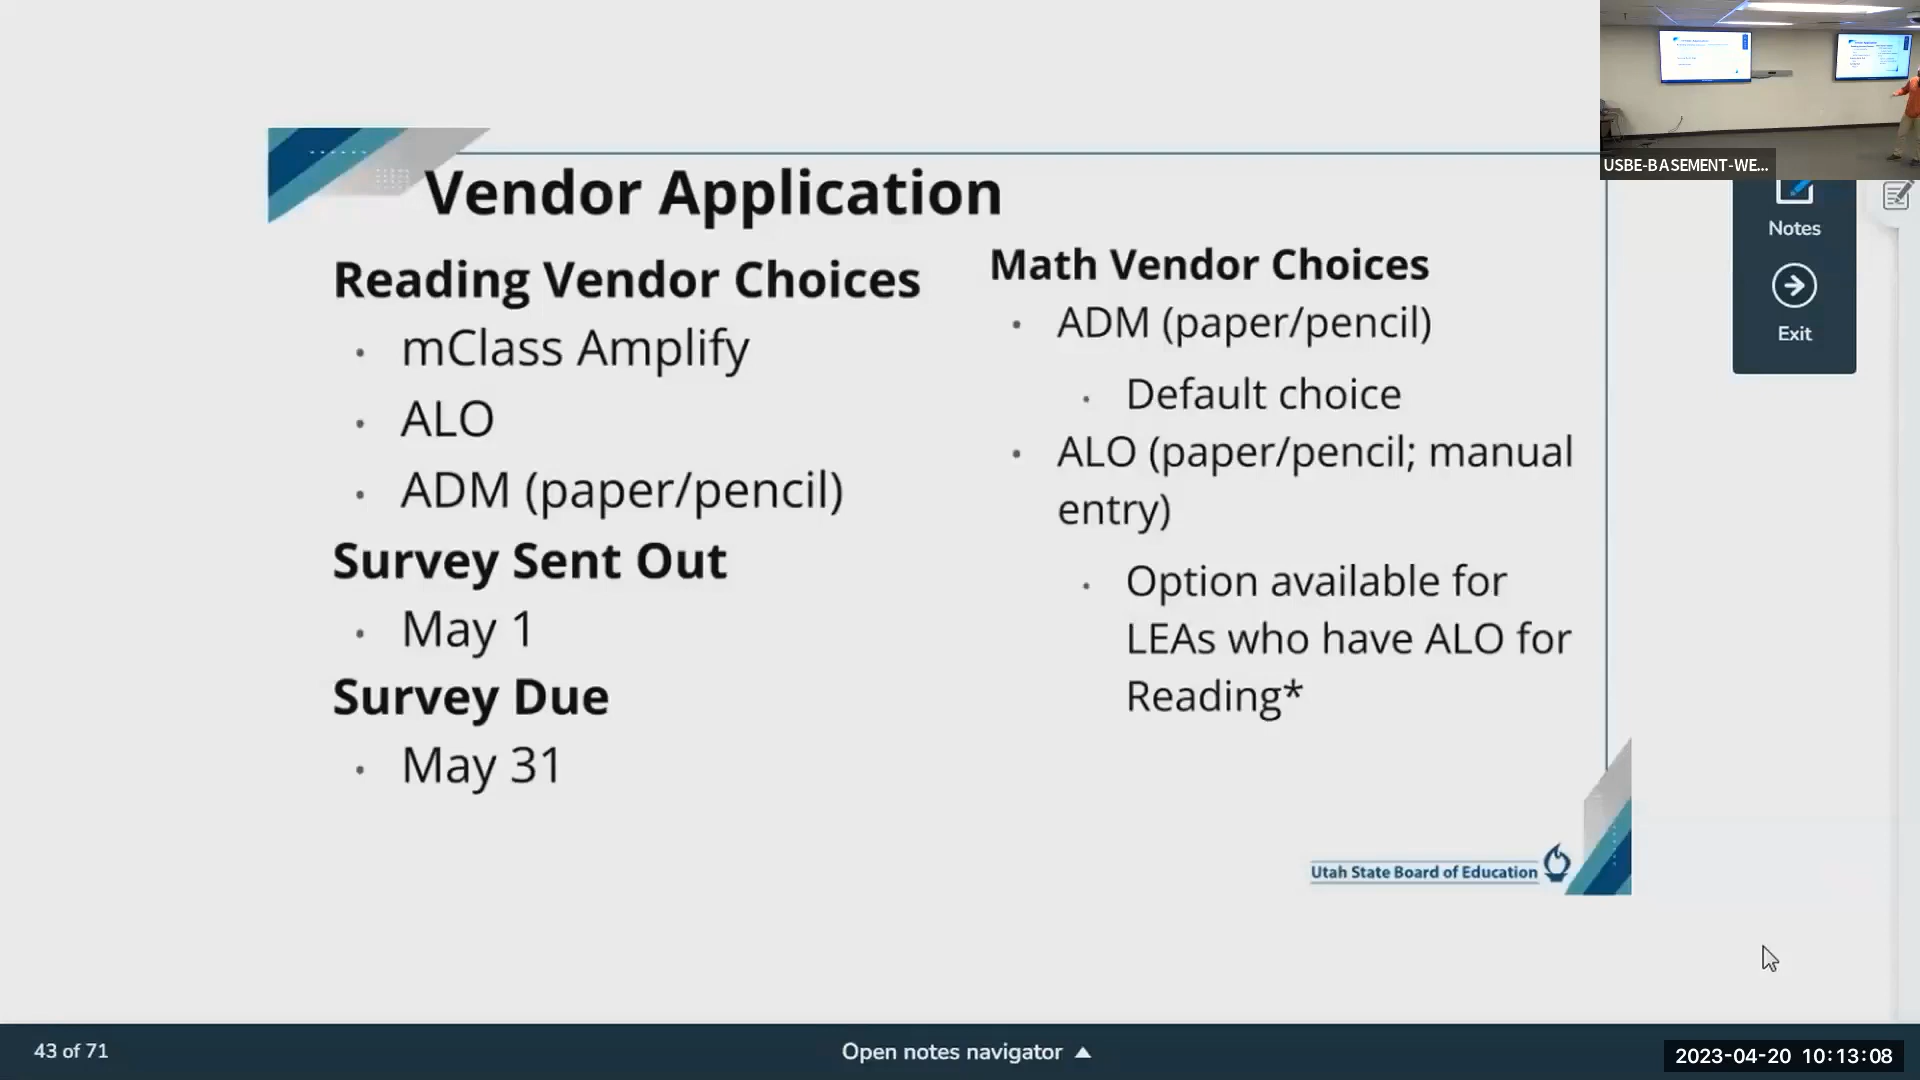 Vendor Application
Reading Vendor Choices
mClass Amplify
ALO
ADM (paper/pencil)
Survey Sent Out
May 1
Survey Due
May 31
Math Vendor Choices
ADM (paper/pencil)
Default choice
ALO (paper/pencil; manual
entry)
Option available for
LEAs who have ALO for
Reading*
Utah State Board of Education
USBE-BASEMENT-WE...
Notes
Exit
43 of 71
Open notes navigator
2023-04-20 10:13:08